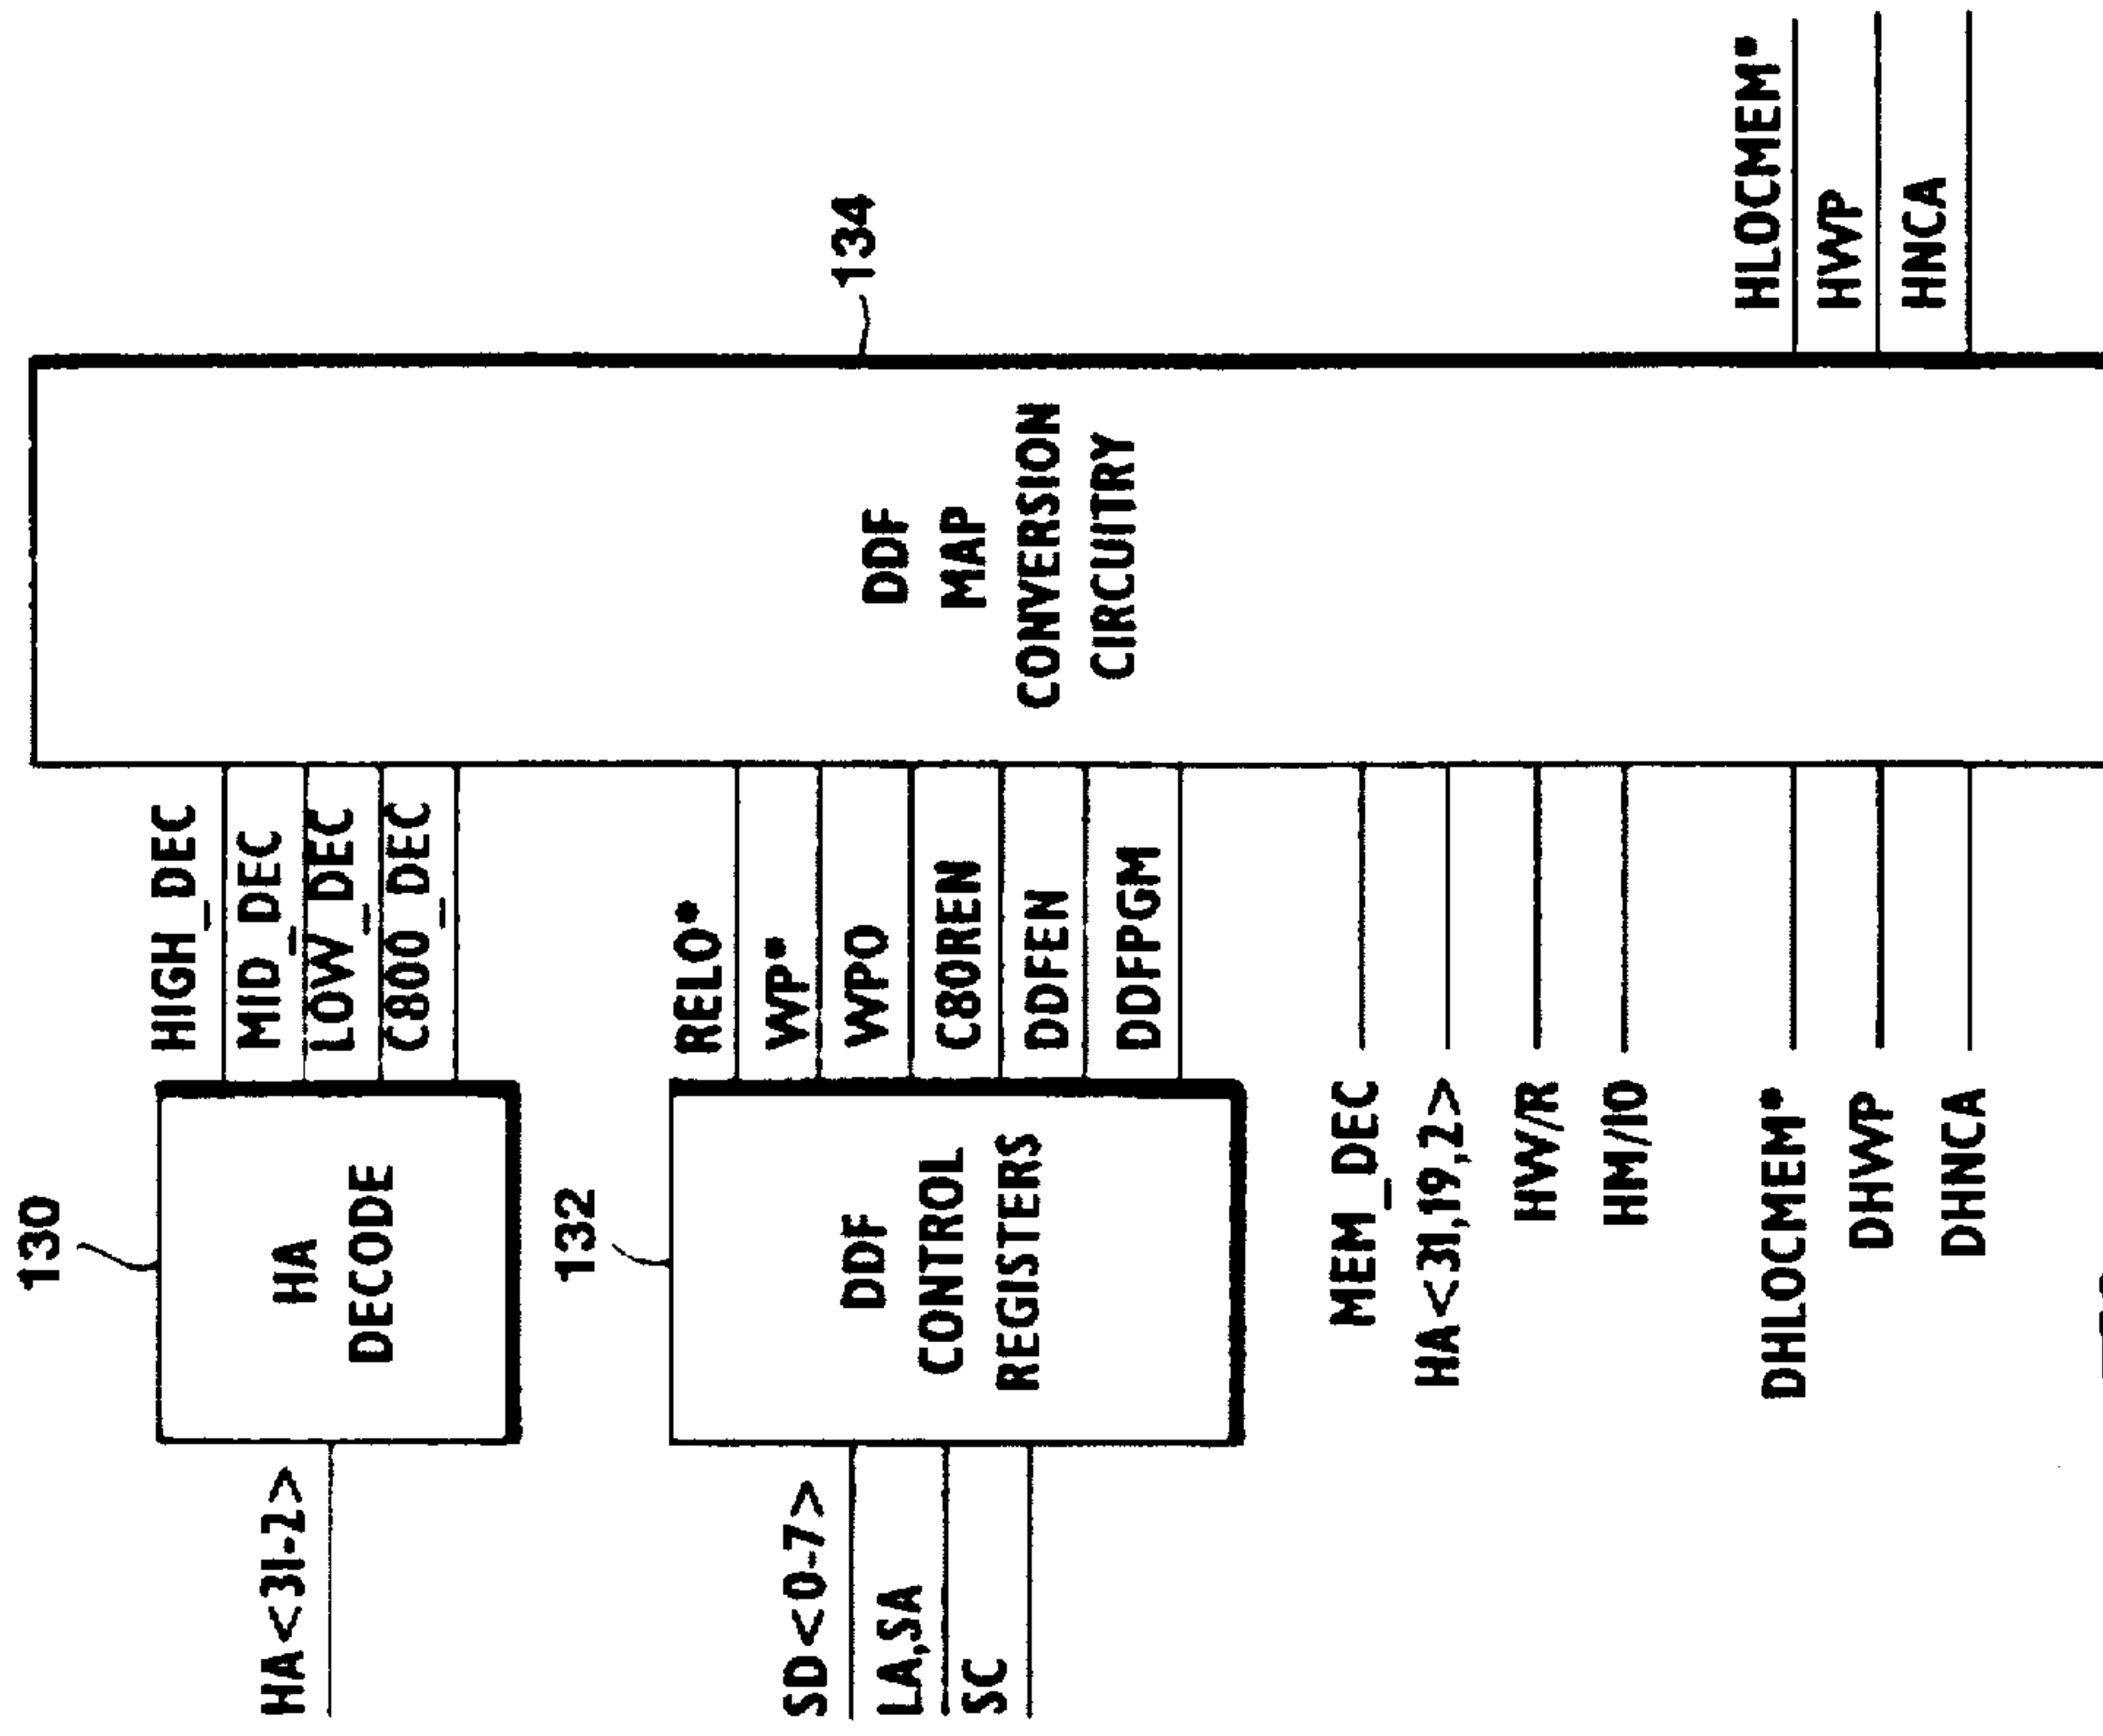 130
HA<31-2>
HA
DECODE
HIGH_DEC
MID_DEC
LOW_DEC
C800_DEC
132
SD<0-7>
LA,SA
SC
DDF
CONTROL
REGISTERS
RELO*
WP*
WPO
C80REN
DDFEN
DDFPGM
MEM_DEC
HA<31,19,2>
HW/R
HM/IO
DHLOCMEM*
DHWP
DHNCA
DDF
MAP
CONVERSION
CIRCUITRY
134
HLOCMEM*
HWP
HNCA